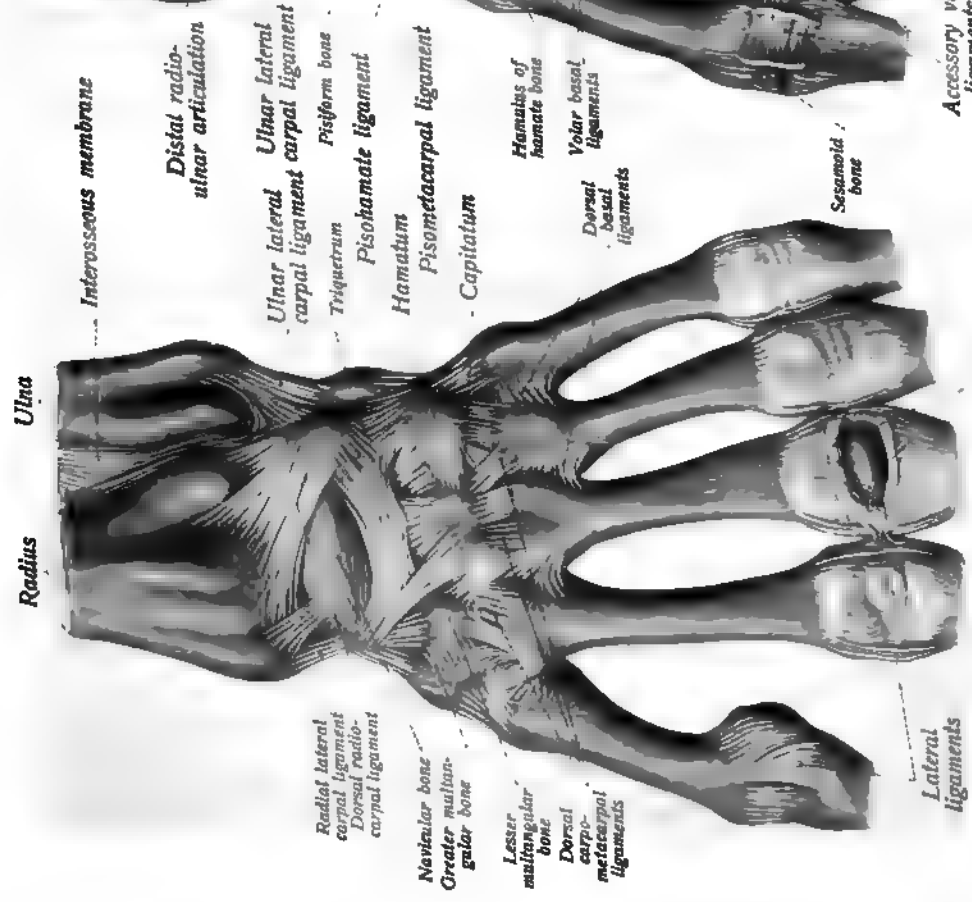 Radius
Ulna
Interosseous membrane
Distal radio-
ulnar articulation
Ulnar lateral
carpal ligament
Ulnar lateral
carpal ligament
Pisiform bone
Triquetrum
Pisohamate ligament
Hamatum
Pisometacarpal ligament
Capitatum
Hamulus of
hamate bone
Volar basal
ligaments
Dorsal
basal
ligaments
Sesamoid
bone
Accessory
Radial lateral
carpal ligament
Dorsal radio-
carpal ligament
Navicular bone
Greater multan-
gular bone
Lesser
multangular
bone
Dorsal
carpo-
metacarpal
ligaments
Lateral
ligaments